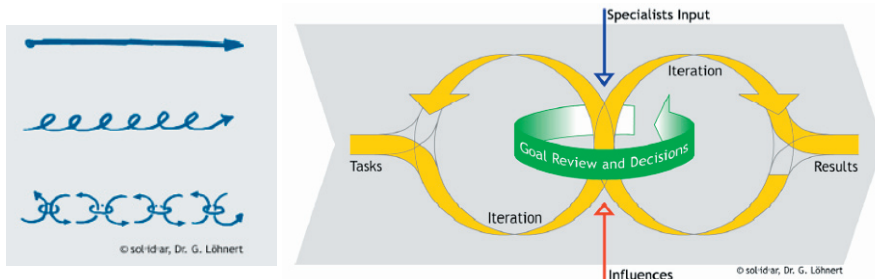 © sol·id·ar, Dr. G. Löhnert
Specialists Input
Iteration
Goal Review and Decisions
Tasks
Results
Iteration
Influences
© sol·id·ar, Dr. G. Löhnert